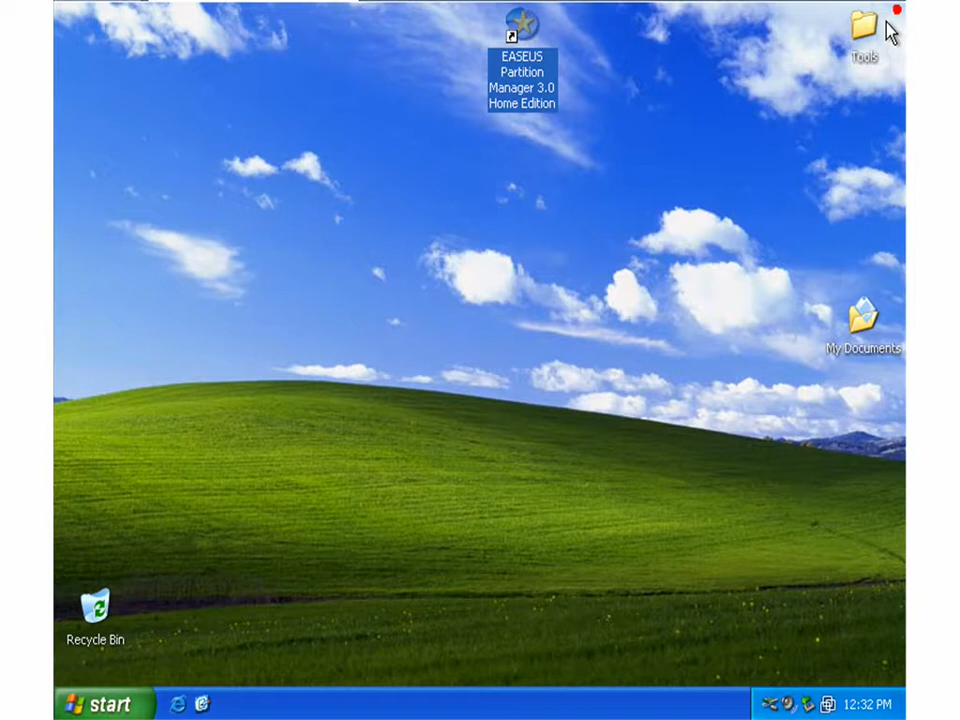 EASEUS
Partition
Manager 3.0
Home Edition
Tools
My Documents
Recycle Bin
start
12:32 PM